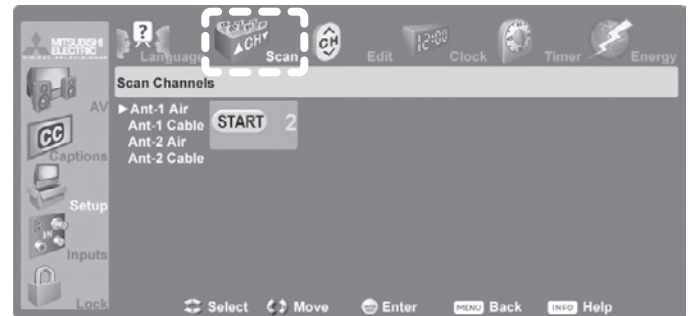 MITSUBISHI
ELECTRIC
Language
CH
Scan
CH
Edit
12:00
Clock
Timer
Energy
Scan Channels
AV
Ant-1 Air
START 2
Ant-1 Cable
Ant-2 Air
Ant-2 Cable
CC
Captions
Setup
IN
Inputs
Lock
Select
Move
Enter
MENU Back
INFO Help